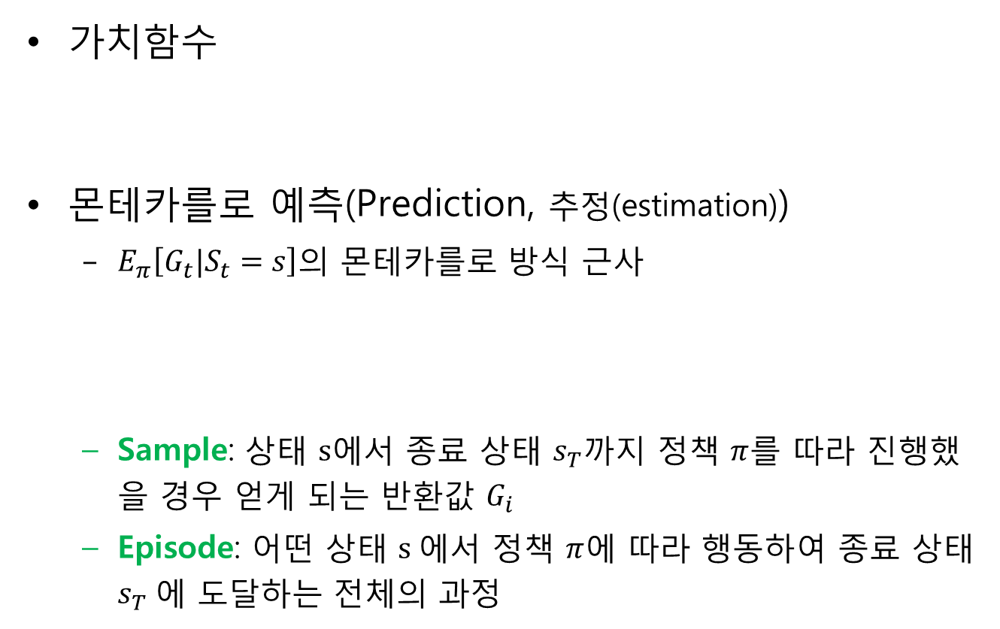 • 가치함수
• 몬테카를로 예측(Prediction, 추정(estimation))
– $E_\pi[G_t|S_t = s]$의 몬테카를로 방식 근사
– Sample: 상태 s에서 종료 상태 $s_T$까지 정책 $\pi$를 따라 진행했
을 경우 얻게 되는 반환값 $G_i$
– Episode: 어떤 상태 s 에서 정책 $\pi$에 따라 행동하여 종료 상태
$s_T$ 에 도달하는 전체의 과정